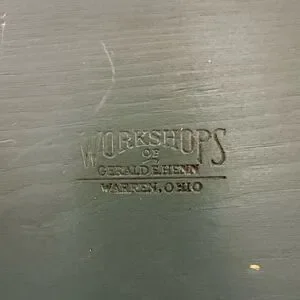 WORKSHOPS
OF
GERALD E. HENN
WARREN, OHIO